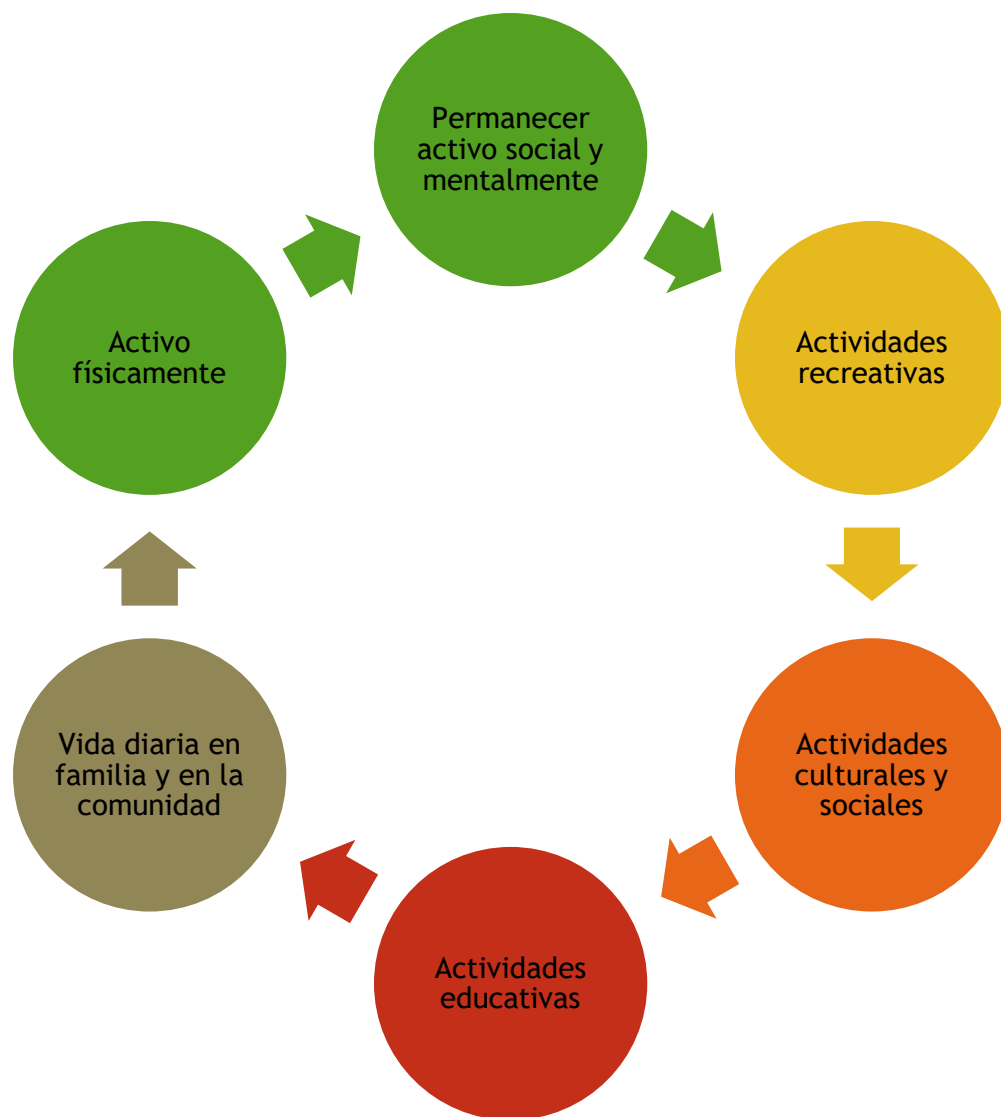 Permanecer
activo social y
mentalmente
Actividades
recreativas
Actividades
culturales y
sociales
Actividades
educativas
Vida diaria en
familia y en la
comunidad
Activo
físicamente